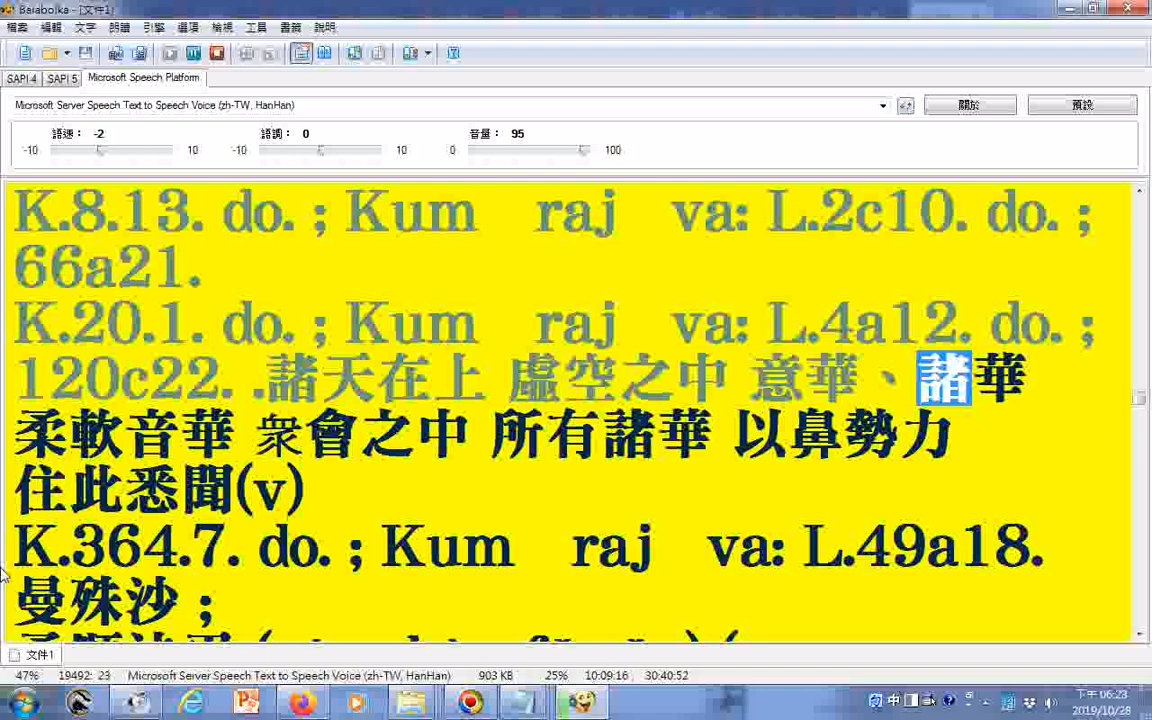 Balabolka - [文件1]
檔案 編輯 文字 朗讀 引擎 選項 檢視 工具 書籤 說明
SAPI 4 SAPI 5 Microsoft Speech Platform
Microsoft Server Speech Text to Speech Voice (zh-TW, HanHan) 關於 預設
語速： -2 語調： 0 音量： 95
-10 10 -10 10 0 100
K.8.13. do. ; Kum raj va: L.2c10. do. ;
66a21.
K.20.1. do. ; Kum raj va: L.4a12. do. ;
120c22. .諸天在上 虛空之中 意華、諸華
柔軟音華 衆會之中 所有諸華 以鼻勢力
住此悉聞(v)
K.364.7. do. ; Kum raj va: L.49a18.
曼殊沙 ;
文件1
47% 19492: 23 Microsoft Server Speech Text to Speech Voice (zh-TW, HanHan) 903 KB 25% 10:09:16 30:40:52
中 下午 06:23
2019/10/28